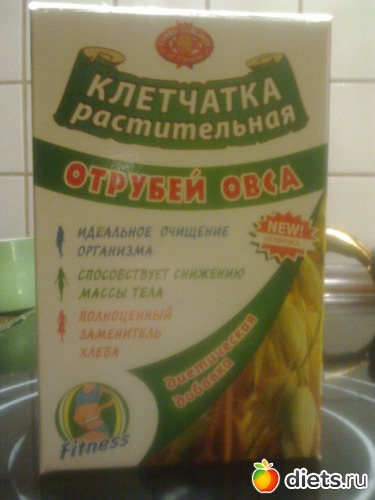 КЛЕТЧАТКА
растительная
ОТРУБЕЙ ОВСА
ИДЕАЛЬНОЕ ОЧИЩЕНИЕ
ОРГАНИЗМА
NEW!
НОВИНКА
СПОСОБСТВУЕТ СНИЖЕНИЮ
МАССЫ ТЕЛА
ПОЛНОЦЕННЫЙ
ЗАМЕНИТЕЛЬ
ХЛЕБА
диетическая
добавка
Fitness
diets.ru